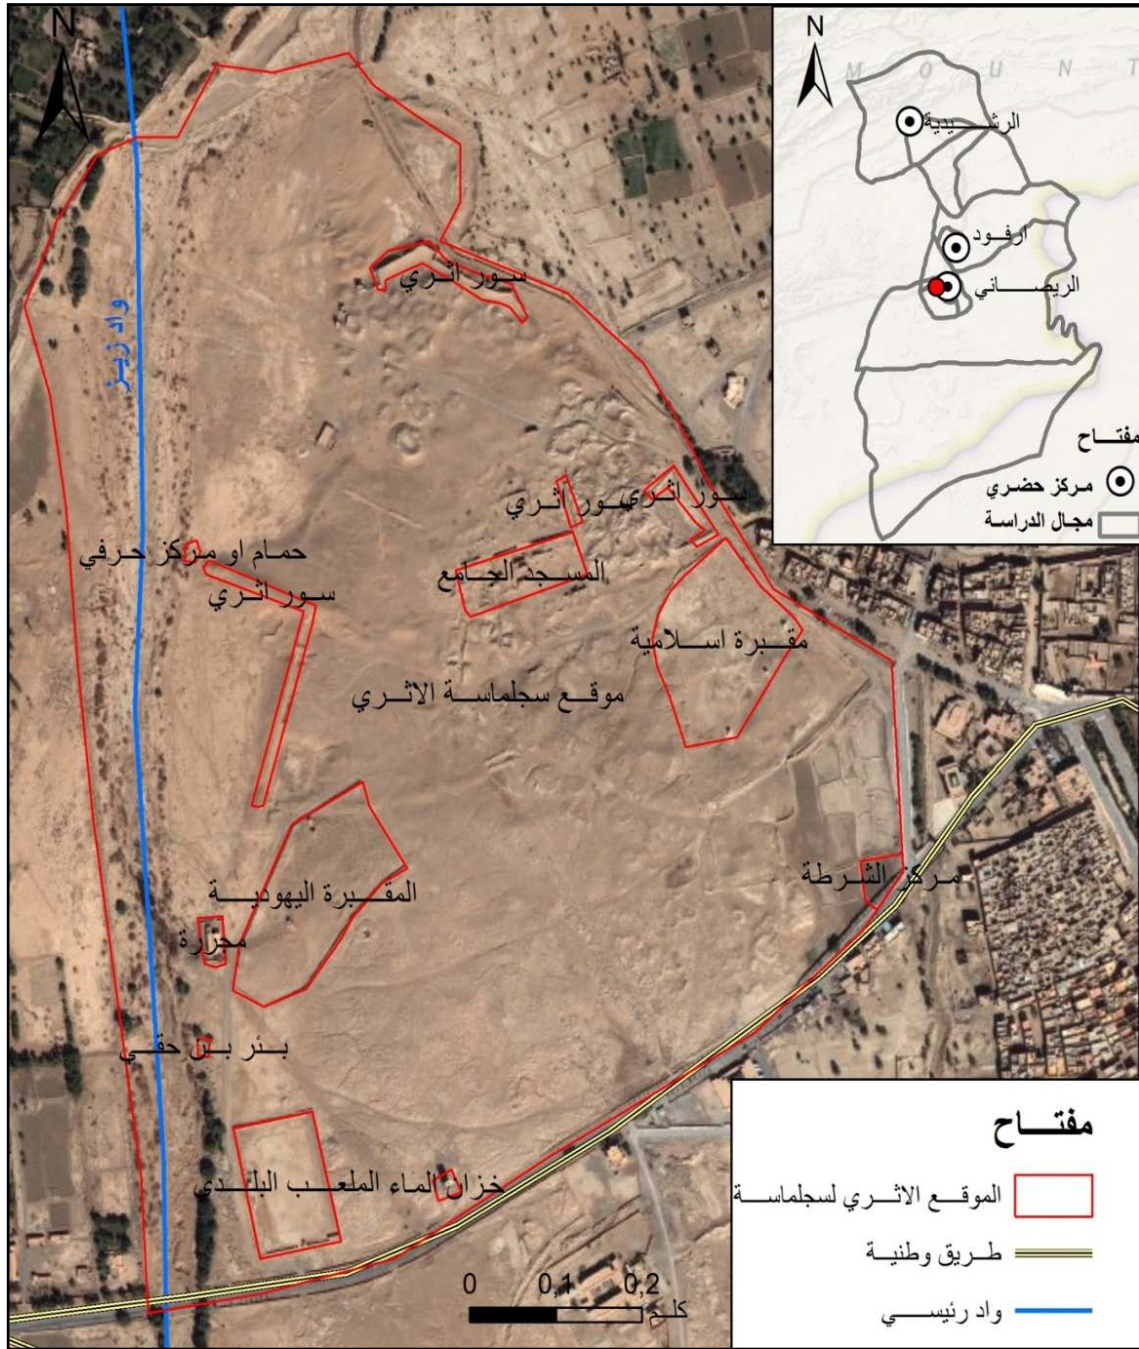 N
N
M O U N T
الرشيدية
ارفود
الريصاني
مفتاح
مركز حضري
مجال الدراسة
واد زيز
سور اثري
سور اثري
سور اثري
حمام او مركز حرفي
سور اثري
المسجد الجامع
مقبرة اسلامية
موقع سجلماسة الاثري
مركز الشرطة
المقبرة اليهودية
مجزرة
بئر بن حقي
الملعب البلدي
خزان الماء
0 0,1 0,2
كلم
مفتاح
الموقع الاثري لسجلماسة
طريق وطنية
واد رئيسي